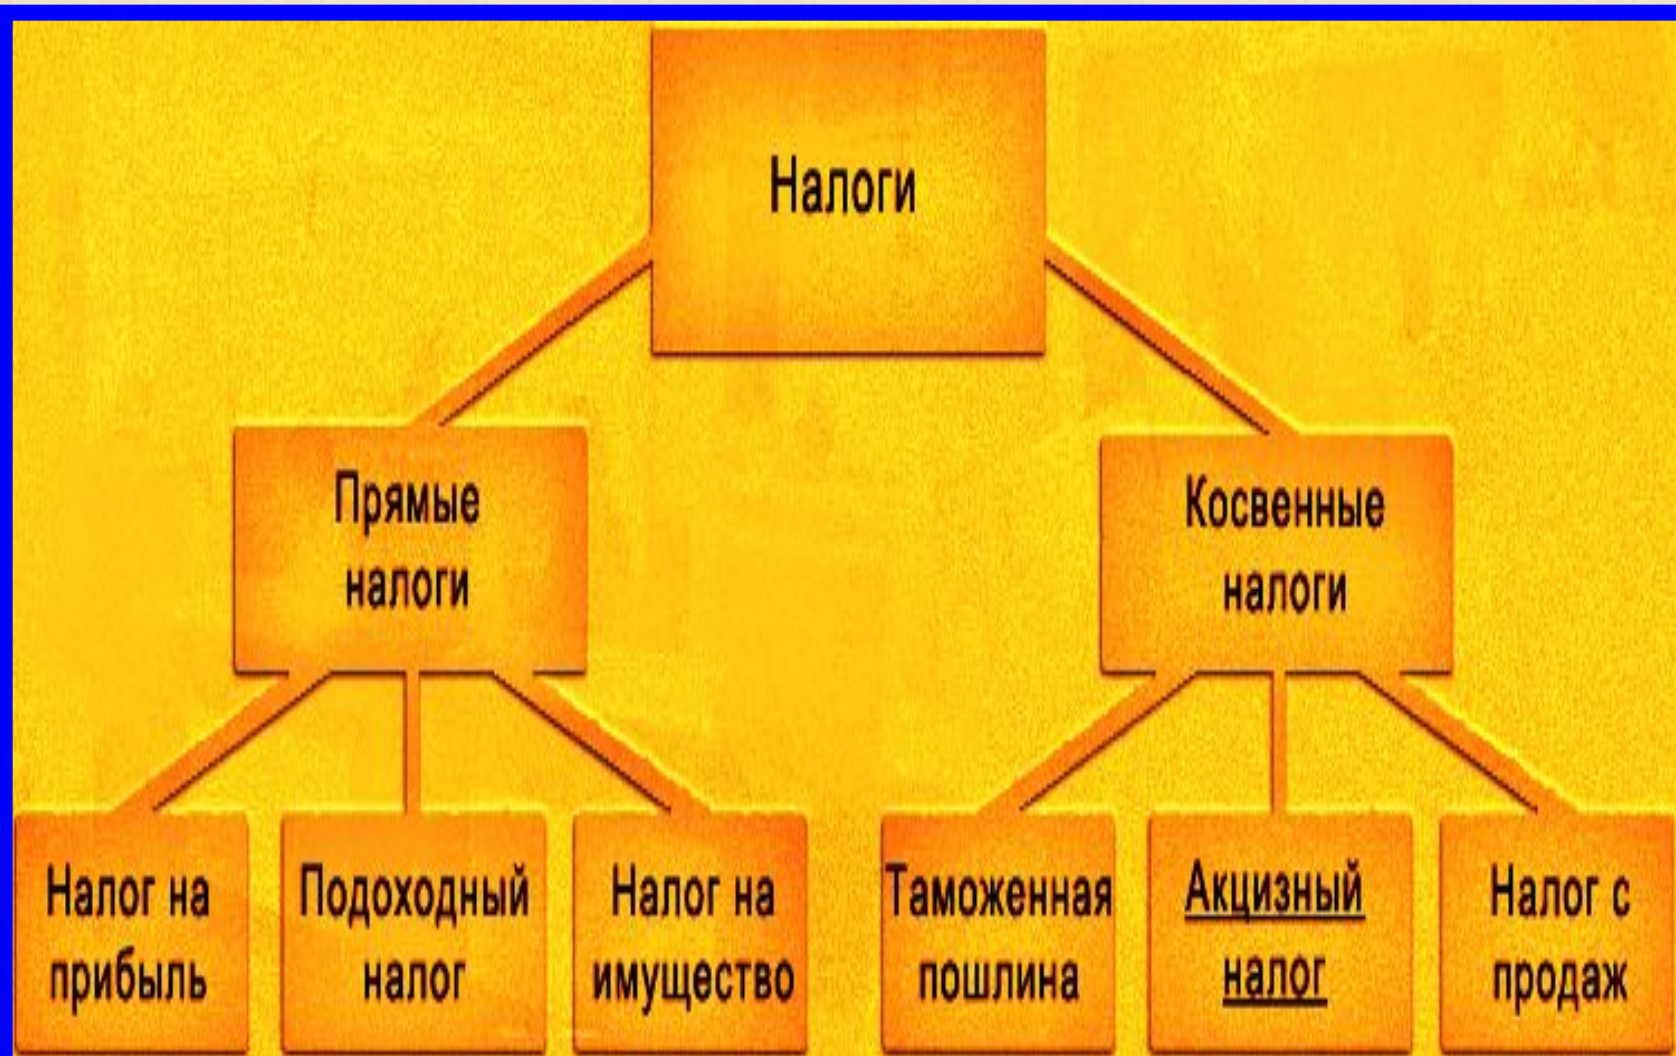 Налоги
Прямые
налоги
Косвенные
налоги
Налог на
прибыль
Подоходный
налог
Налог на
имущество
Таможенная
пошлина
Акцизный
налог
Налог с
продаж